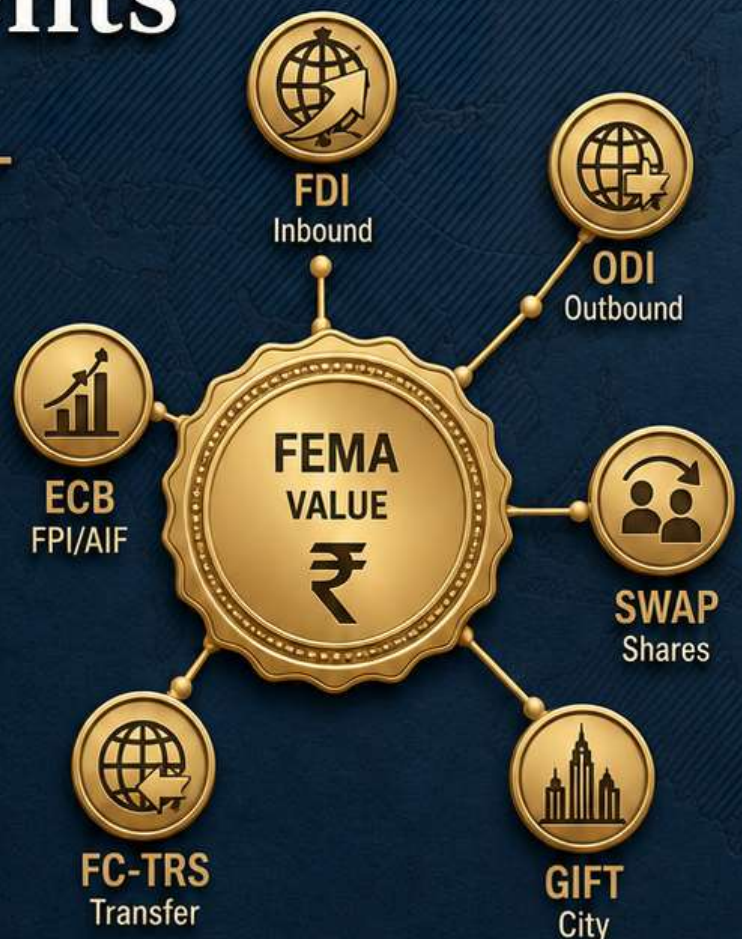 FDI
Inbound
ODI
Outbound
ECB
FPI/AIF
FEMA
VALUE
₹
SWAP
Shares
FC-TRS
Transfer
GIFT
City